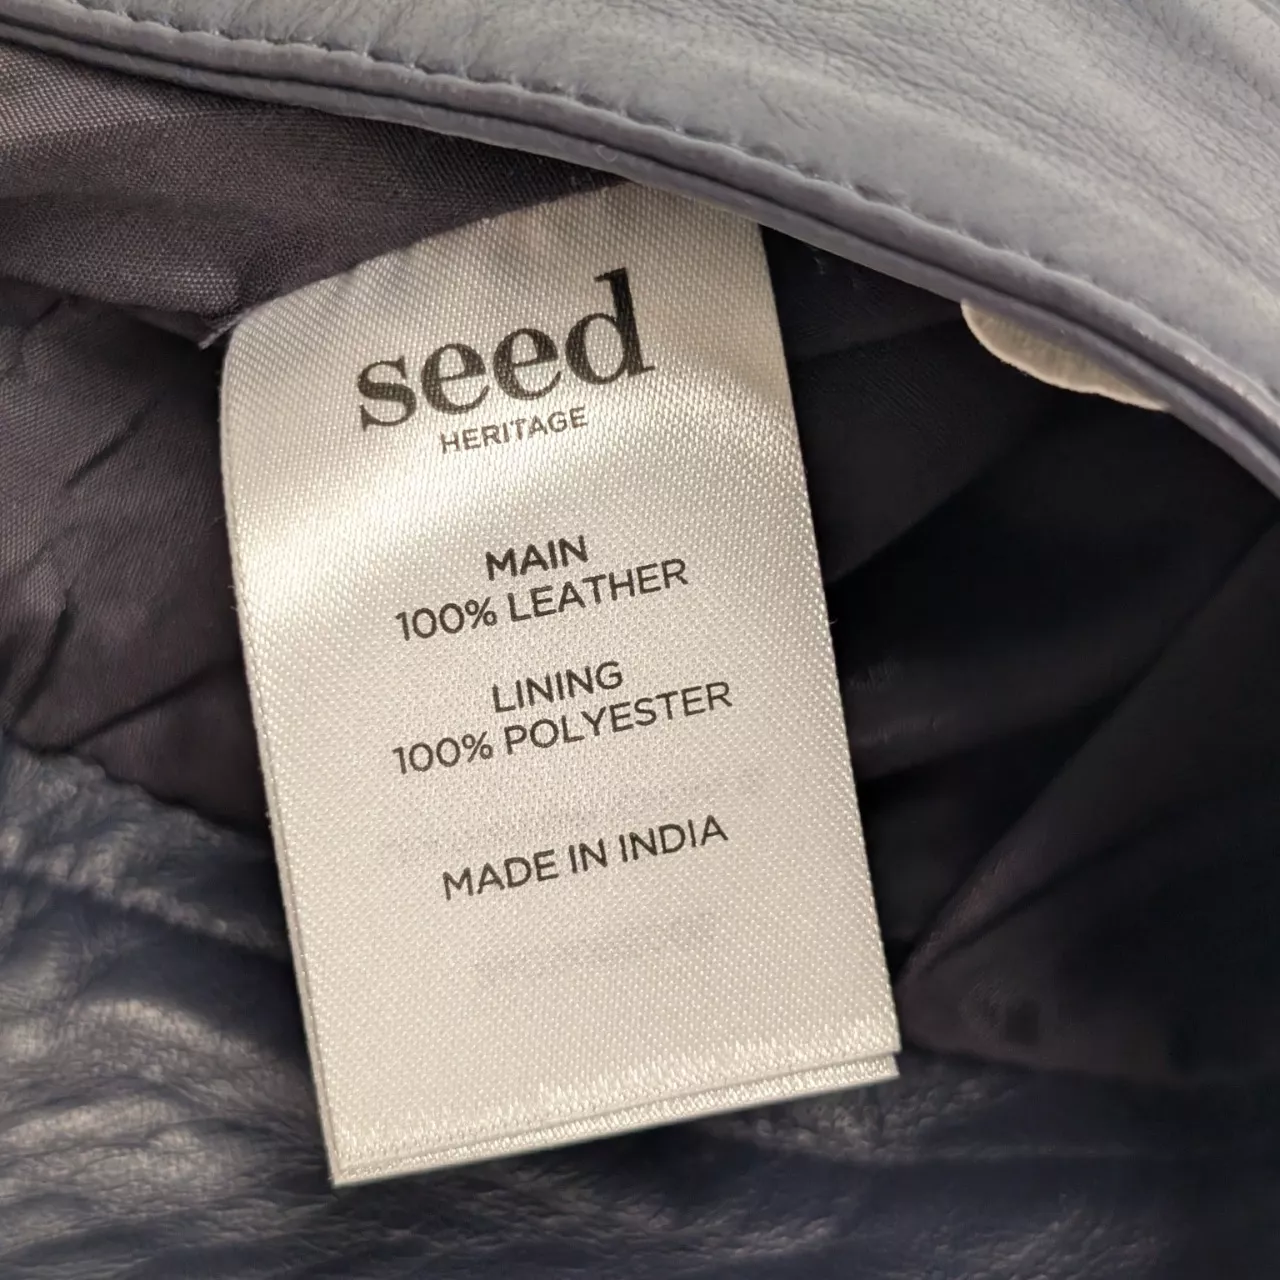 seed
HERITAGE
MAIN
100% LEATHER
LINING
100% POLYESTER
MADE IN INDIA